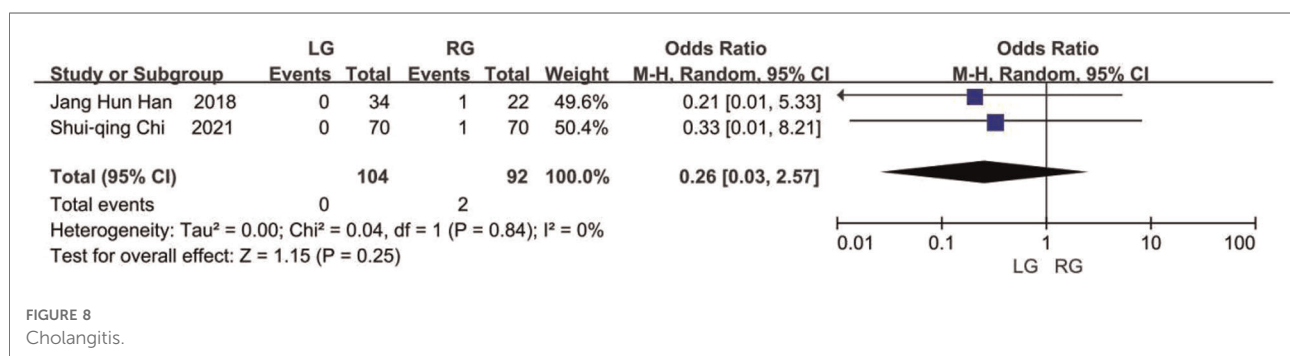 LG RG Odds Ratio Odds Ratio
Study or Subgroup Events Total Events Total Weight M-H, Random, 95% CI M-H, Random, 95% CI
Jang Hun Han 2018 0 34 1 22 49.6% 0.21 [0.01, 5.33]
Shui-qing Chi 2021 0 70 1 70 50.4% 0.33 [0.01, 8.21]
Total (95% CI) 104 92 100.0% 0.26 [0.03, 2.57]
Total events 0 2
Heterogeneity: Tau² = 0.00; Chi² = 0.04, df = 1 (P = 0.84); I² = 0%
Test for overall effect: Z = 1.15 (P = 0.25)
0.01 0.1 1 10 100
LG RG
FIGURE 8
Cholangitis.